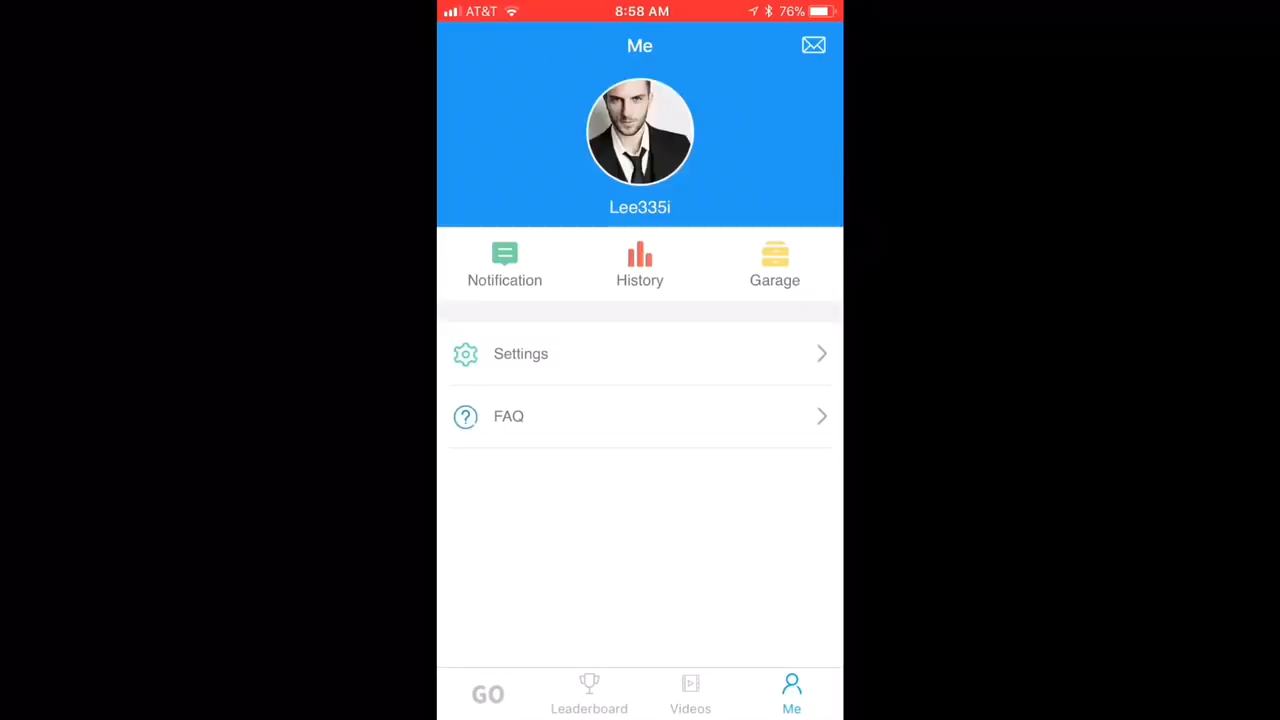 AT&T 8:58 AM 76%
Me
Lee335i
Notification History Garage
Settings
FAQ
GO Leaderboard Videos Me